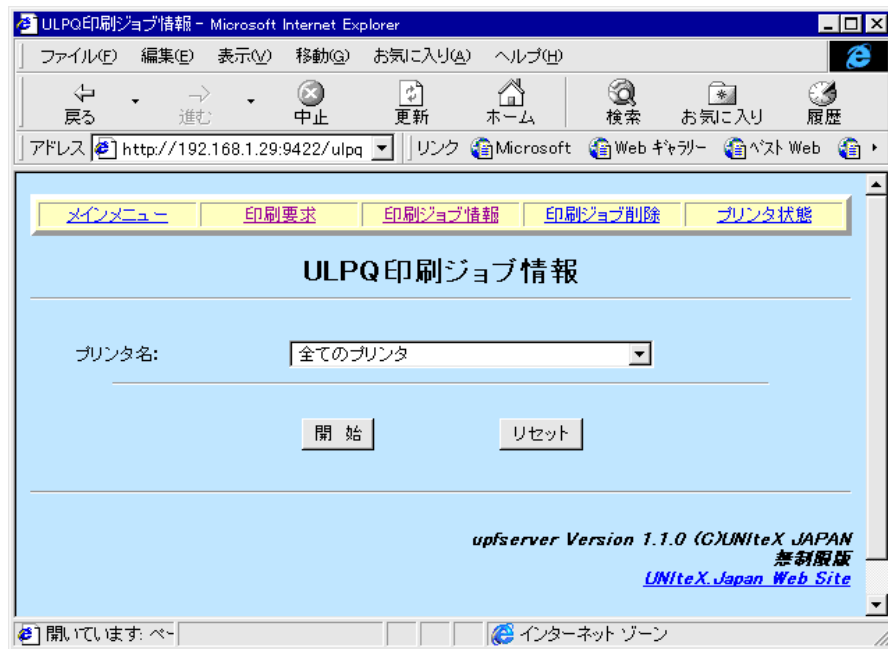 ULPQ印刷ジョブ情報 - Microsoft Internet Explorer
ファイル(F) 編集(E) 表示(V) 移動(G) お気に入り(A) ヘルプ(H)
戻る 進む 中止 更新 ホーム 検索 お気に入り 履歴
アドレス http://192.168.1.29:9422/ulpq リンク Microsoft Web ギャラリー ベスト Web
メインメニュー 印刷要求 印刷ジョブ情報 印刷ジョブ削除 プリンタ状態
ULPQ印刷ジョブ情報
プリンタ名: 全てのプリンタ
開 始 リセット
upfserver Version 1.1.0 (C)UNIteX JAPAN
無制限版
UNIteX.Japan Web Site
開いています: ペー インターネット ゾーン